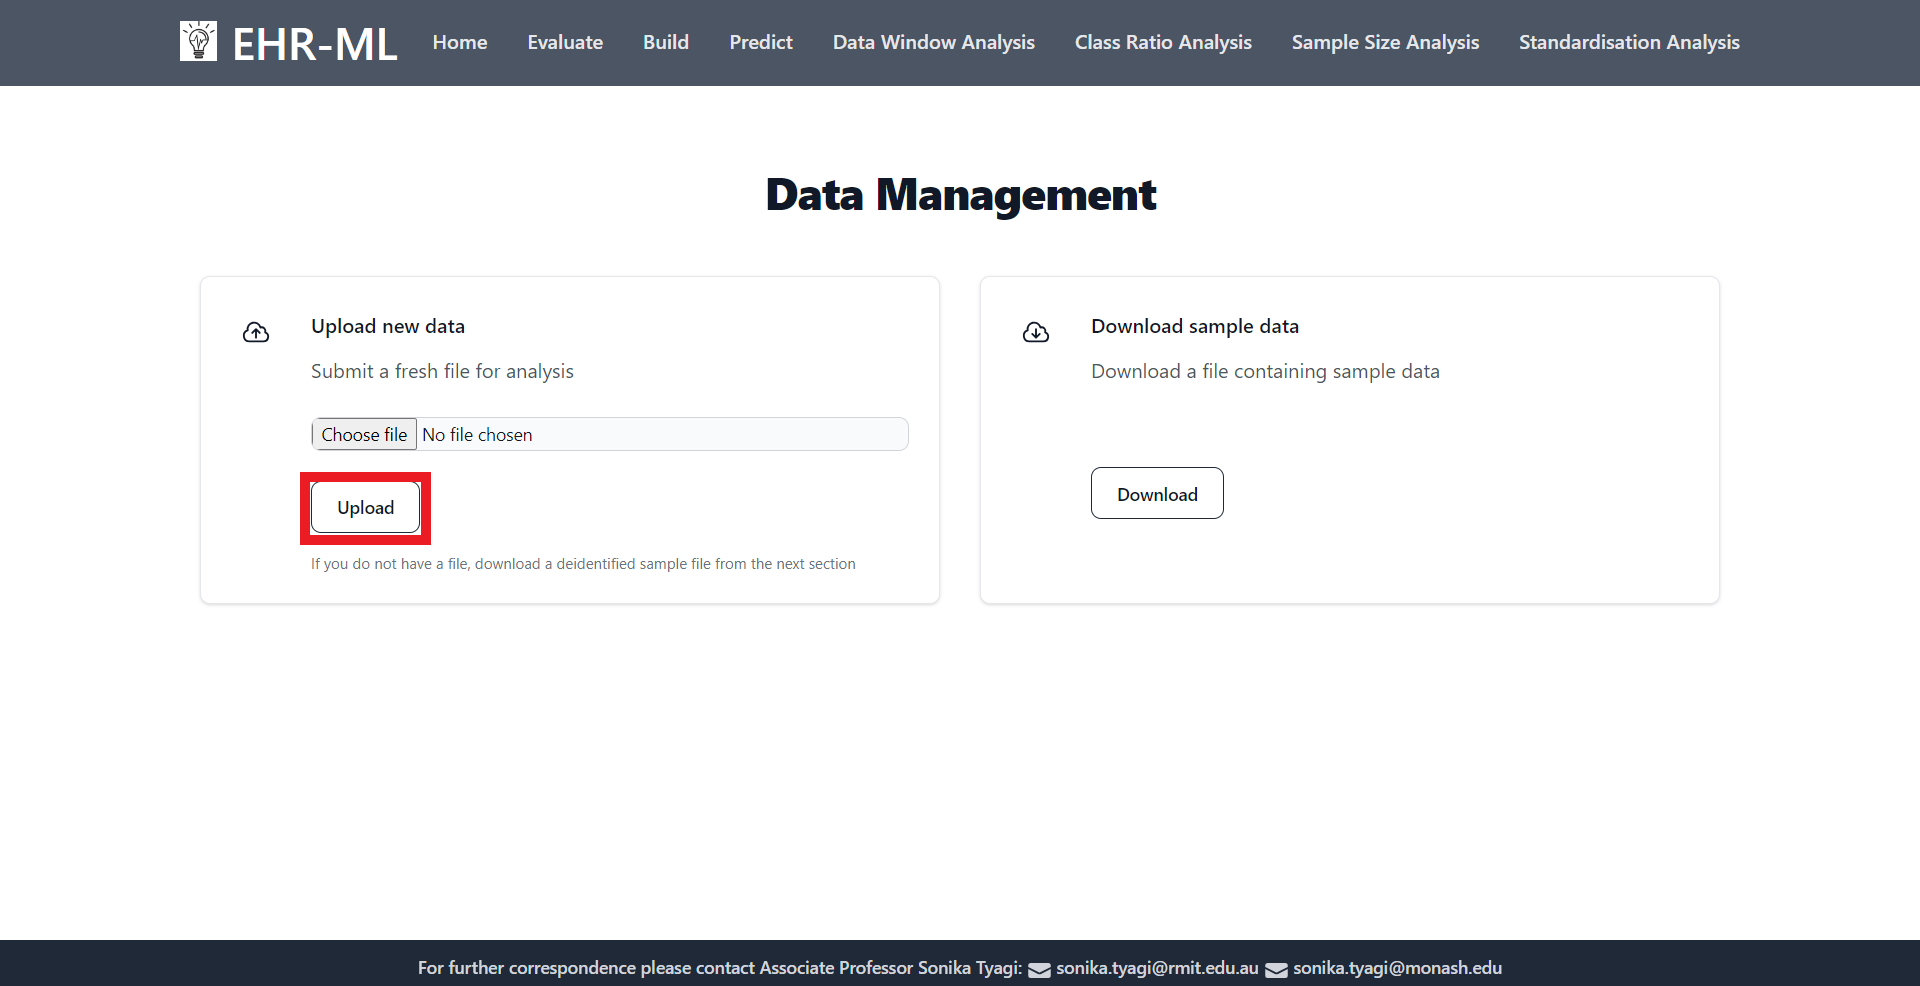 EHR-ML Home Evaluate Build Predict Data Window Analysis Class Ratio Analysis Sample Size Analysis Standardisation Analysis
Data Management
Upload new data
Submit a fresh file for analysis
Choose file No file chosen
Upload
If you do not have a file, download a deidentified sample file from the next section
Download sample data
Download a file containing sample data
Download
For further correspondence please contact Associate Professor Sonika Tyagi: sonika.tyagi@rmit.edu.au sonika.tyagi@monash.edu